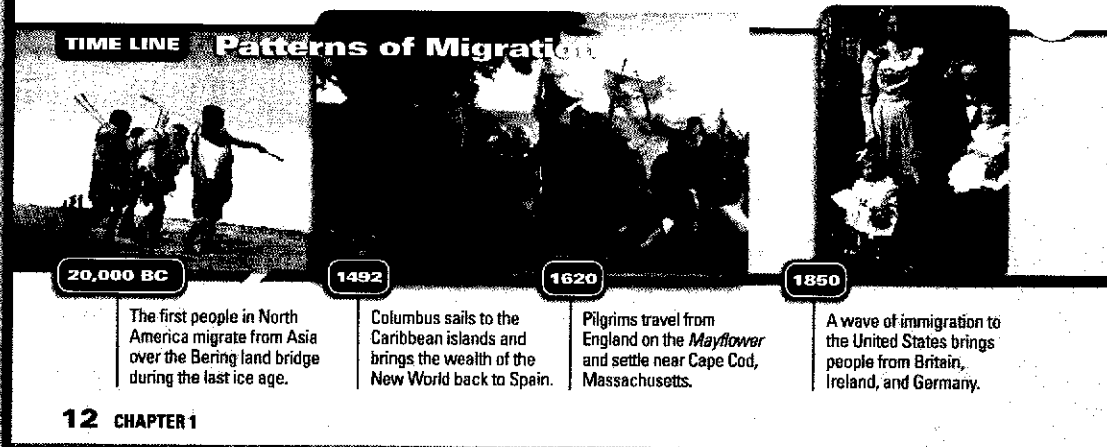 TIME LINE Patterns of Migration
20,000 BC
The first people in North
America migrate from Asia
over the Bering land bridge
during the last ice age.
1492
Columbus sails to the
Caribbean islands and
brings the wealth of the
New World back to Spain.
1620
Pilgrims travel from
England on the Mayflower
and settle near Cape Cod,
Massachusetts.
1850
A wave of immigration to
the United States brings
people from Britain,
Ireland, and Germany.
12 CHAPTER 1